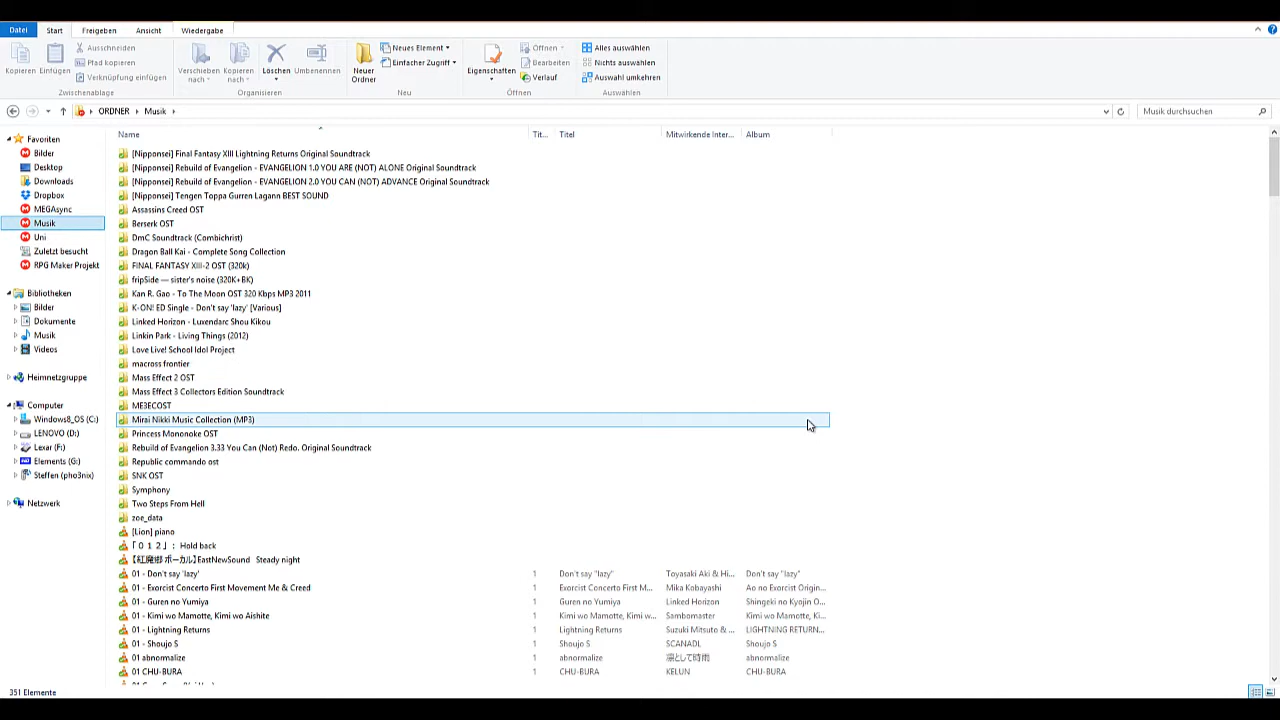 Datei Start Freigeben Ansicht Wiedergabe
Kopieren Einfügen Ausschneiden Pfad kopieren Verknüpfung einfügen
Zwischenablage
Verschieben nach Kopieren nach Löschen Umbenennen
Organisieren
Neuer Ordner Neues Element Einfacher Zugriff
Neu
Eigenschaften Öffnen Bearbeiten Verlauf
Öffnen
Alles auswählen
Nichts auswählen
Auswahl umkehren
Auswählen
ORDNER Musik Musik durchsuchen
Favoriten
Bilder
Desktop
Downloads
Dropbox
MEGAsync
Musik
Uni
Zuletzt besucht
RPG Maker Projekt
Bibliotheken
Bilder
Dokumente
Musik
Videos
Heimnetzgruppe
Computer
Windows8_OS (C:)
LENOVO (D:)
Lexar (F:)
Elements (G:)
Steffen (pho3nix)
Netzwerk
Name Tit... Titel Mitwirkende Inter... Album
[Nipponsei] Final Fantasy XIII Lightning Returns Original Soundtrack
[Nipponsei] Rebuild of Evangelion - EVANGELION 1.0 YOU ARE (NOT) ALONE Original Soundtrack
[Nipponsei] Rebuild of Evangelion - EVANGELION 2.0 YOU CAN (NOT) ADVANCE Original Soundtrack
[Nipponsei] Tengen Toppa Gurren Lagann BEST SOUND
Assassins Creed OST
Berserk OST
DmC Soundtrack (Combichrist)
Dragon Ball Kai - Complete Song Collection
FINAL FANTASY XIII-2 OST (320k)
fripSide — sister's noise (320K+BK)
Kan R. Gao - To The Moon OST 320 Kbps MP3 2011
K-ON! ED Single - Don't say 'lazy' [Various]
Linked Horizon - Luxendarc Shou Kikou
Linkin Park - Living Things (2012)
Love Live! School Idol Project
macross frontier
Mass Effect 2 OST
Mass Effect 3 Collectors Edition Soundtrack
ME3ECOST
Mirai Nikki Music Collection (MP3)
Princess Mononoke OST
Rebuild of Evangelion 3.33 You Can (Not) Redo. Original Soundtrack
Republic commando ost
SNK OST
Symphony
Two Steps From Hell
zoe_data
[Lion] piano
「０１２」： Hold back
【紅廃郷 ボーカル】EastNewSound Steady night
01 - Don't say 'lazy' 1 Don't say "lazy" Toyasaki Aki & Hi... Don't say "lazy"
01 - Exorcist Concerto First Movement Me & Creed 1 Exorcist Concerto First M... Mika Kobayashi Ao no Exorcist Origin...
01 - Guren no Yumiya 1 Guren no Yumiya Linked Horizon Shingeki no Kyojin O...
01 - Kimi wo Mamotte, Kimi wo Aishite 1 Kimi wo Mamotte, Kimi w... Sambomaster Kimi wo Mamotte, Ki...
01 - Lightning Returns 1 Lightning Returns Suzuki Mitsuto & ... LIGHTNING RETURN...
01 - Shoujo S 1 Shoujo S SCANADL Shoujo S
01 abnormalize 1 abnormalize 凛として時雨 abnormalize
01 CHU-BURA 1 CHU-BURA KELUN CHU-BURA
351 Elemente